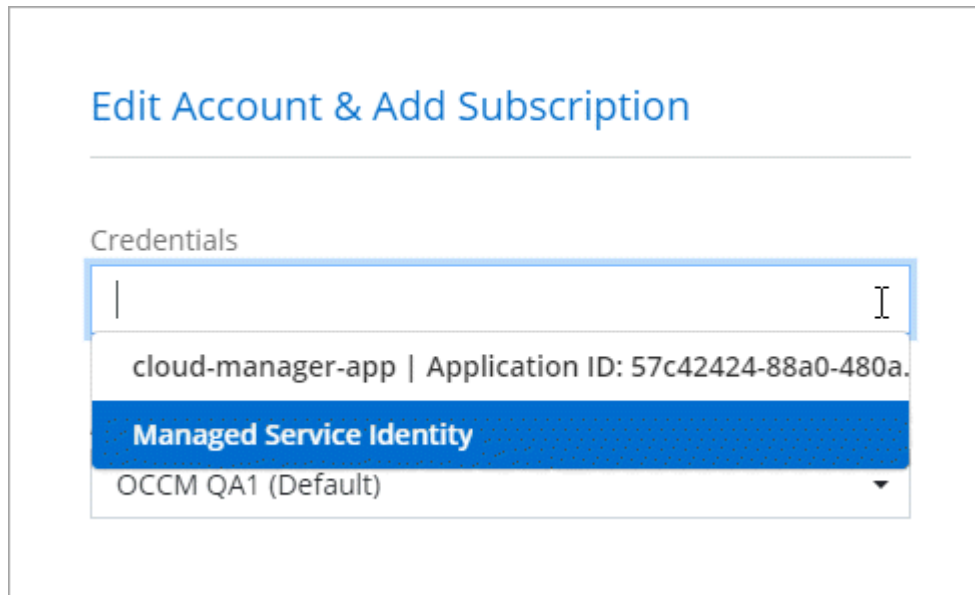 Edit Account & Add Subscription
Credentials
cloud-manager-app | Application ID: 57c42424-88a0-480a.
Managed Service Identity
OCCM QA1 (Default)